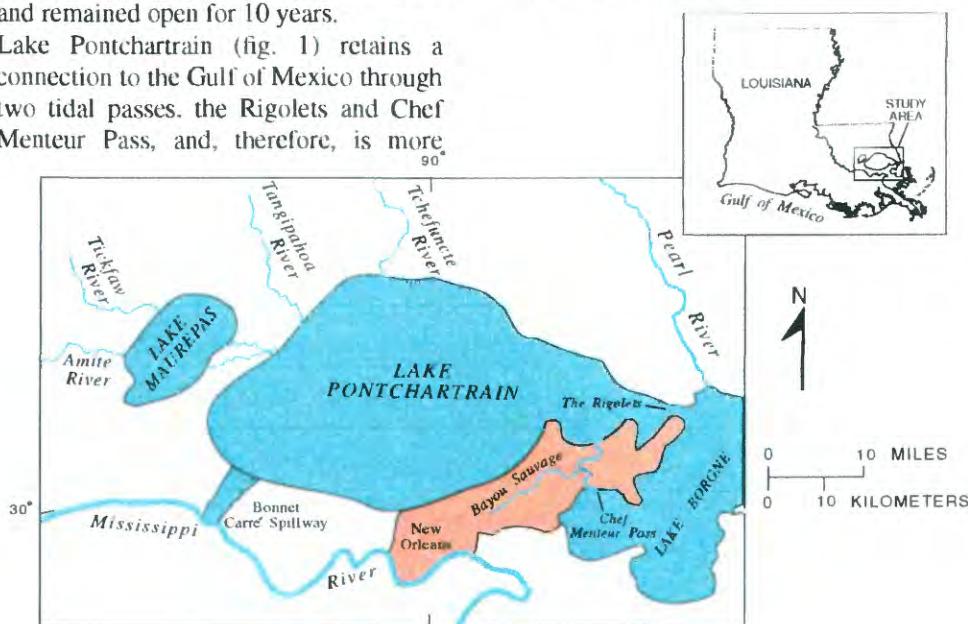 and remained open for 10 years.
Lake Pontchartrain (fig. 1) retains a
connection to the Gulf of Mexico through
two tidal passes. the Rigolets and Chef
Menteur Pass, and, therefore, is more
90°
LOUISIANA
STUDY
AREA
Gulf of Mexico
Tickfaw
River
Tangipahoa
River
Tchefuncte
River
Pearl
River
N
LAKE
MAUREPAS
Amite
River
LAKE
PONTCHARTRAIN
The Rigolets
Bayou Sauvage
LAKE BORGNE
0 10 MILES
0 10 KILOMETERS
30°
Mississippi
River
Bonnet
Carré Spillway
New
Orleans
Chef
Menteur Pass